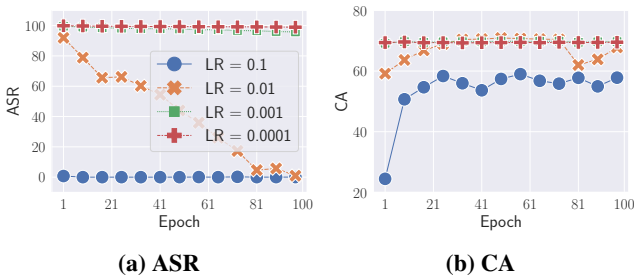 100
80
60
40
20
0
ASR
LR = 0.1
LR = 0.01
LR = 0.001
LR = 0.0001
1 21 41 61 81 100
Epoch
(a) ASR
80
60
40
20
CA
1 21 41 61 81 100
Epoch
(b) CA